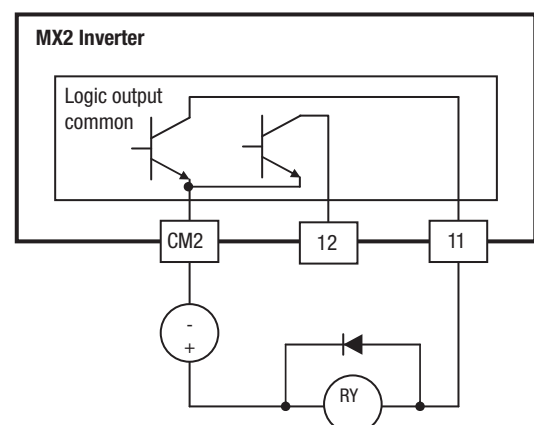 MX2 Inverter
Logic output
common
CM2
12
11
-
+
RY